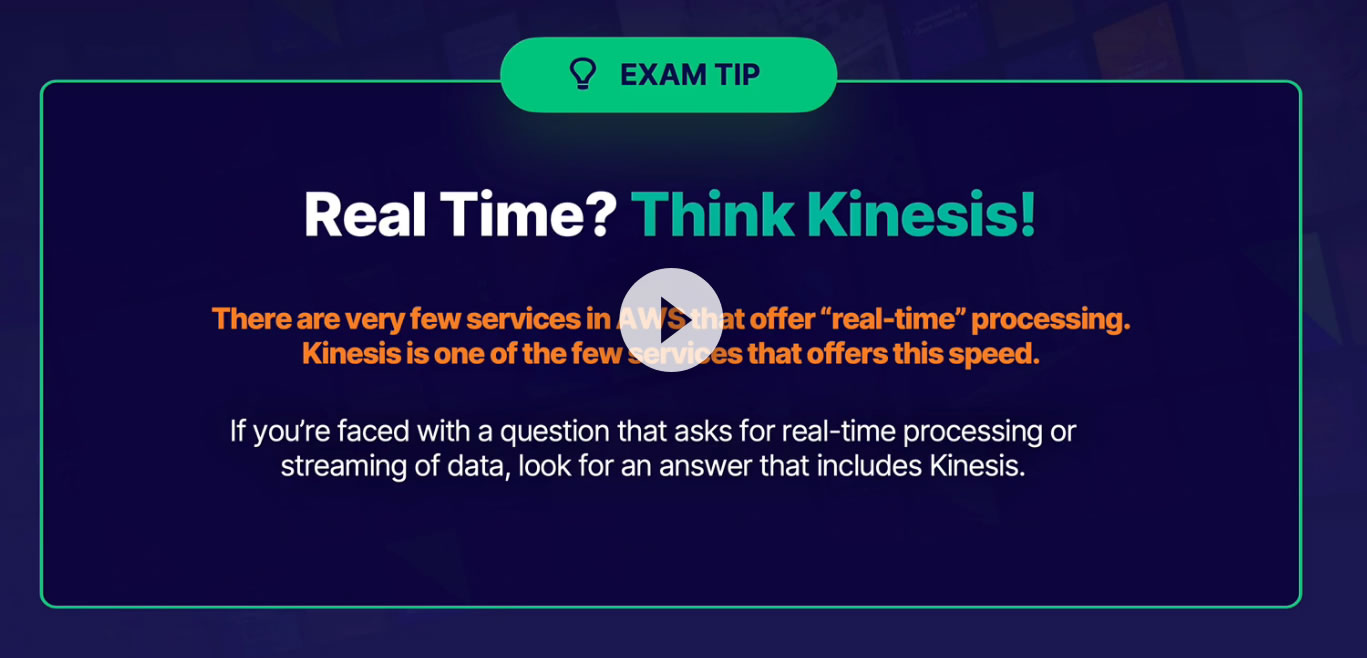 EXAM TIP
Real Time? Think Kinesis!
There are very few services in AWS that offer “real-time” processing.
Kinesis is one of the few services that offers this speed.
If you’re faced with a question that asks for real-time processing or
streaming of data, look for an answer that includes Kinesis.